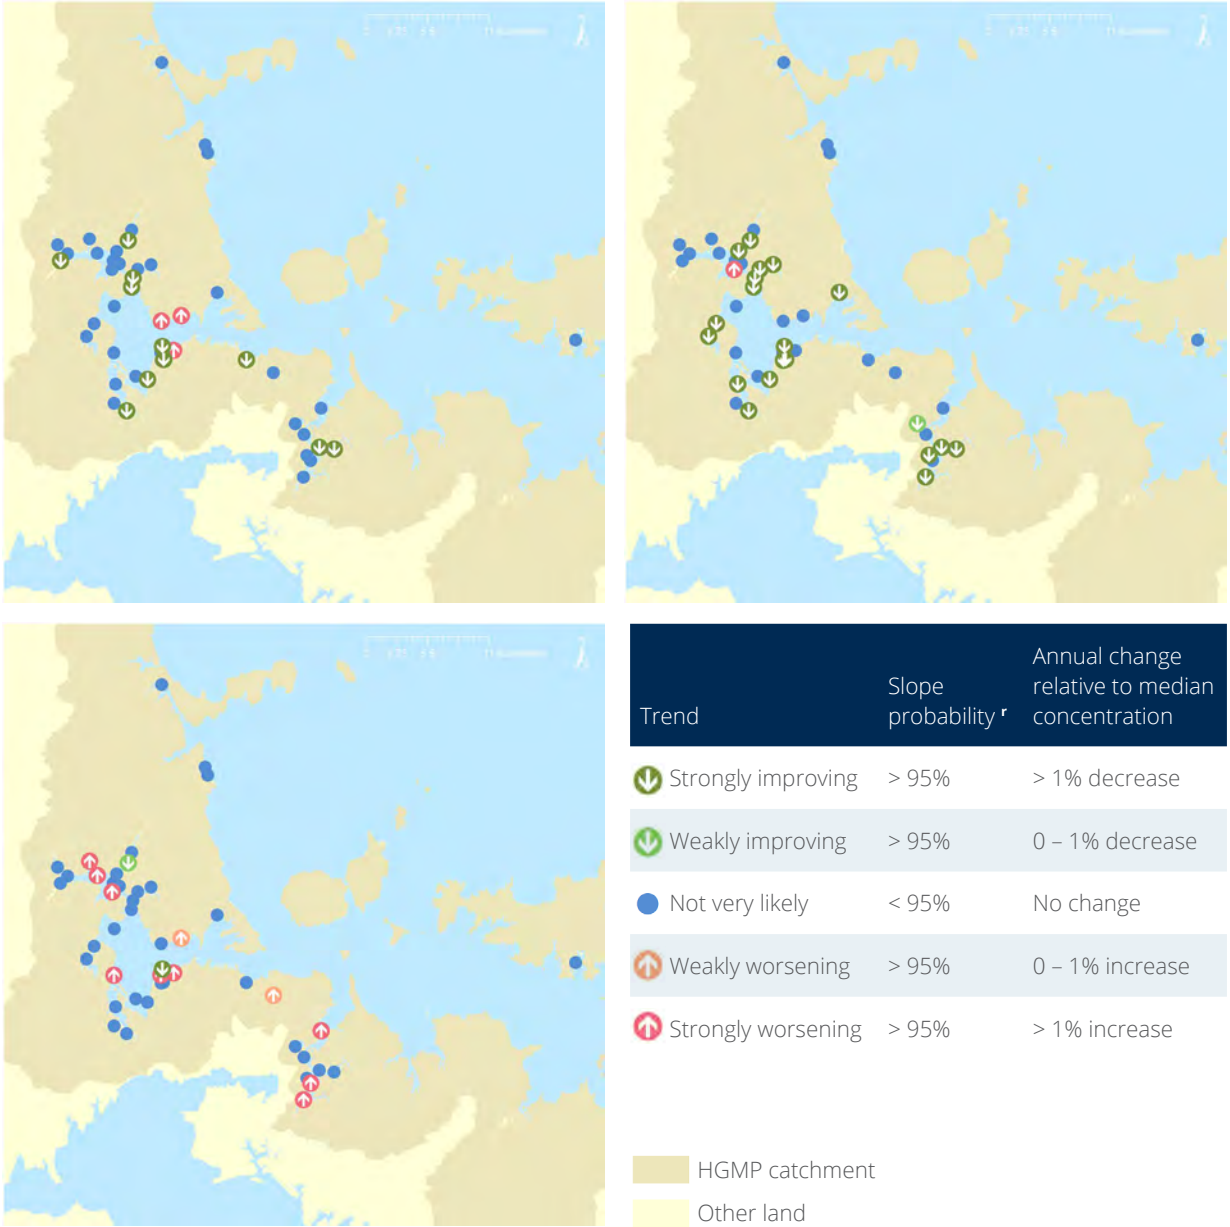 Trend
Slope
probability r
Annual change
relative to median
concentration
Strongly improving > 95% > 1% decrease
Weakly improving > 95% 0 – 1% decrease
Not very likely < 95% No change
Weakly worsening > 95% 0 – 1% increase
Strongly worsening > 95% > 1% increase
HGMP catchment
Other land